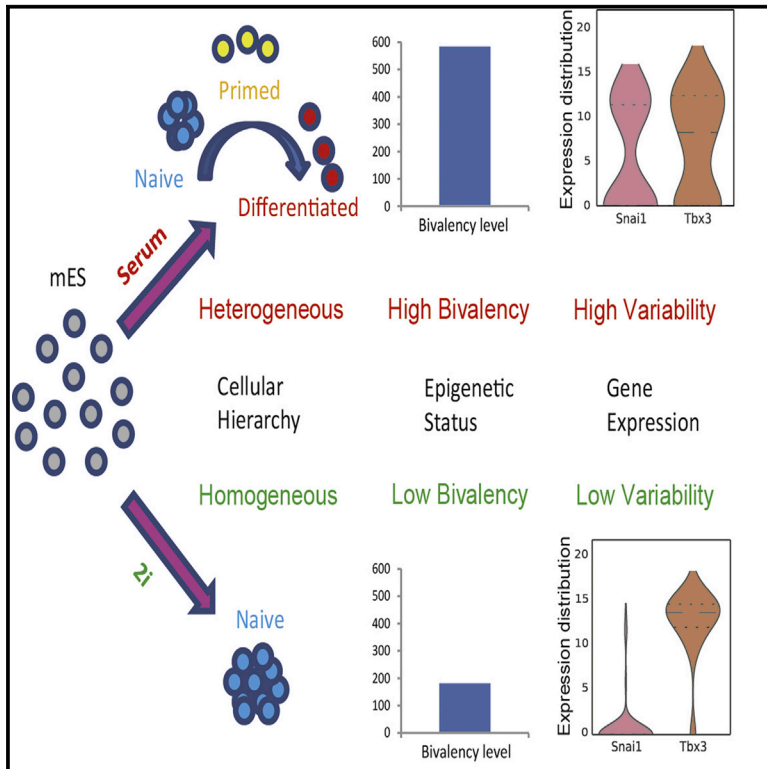 Primed
Naive
Differentiated
Serum
mES
600
500
400
300
200
100
0
Bivalency level
Expression distribution
20
15
10
5
0
Snai1
Tbx3
Heterogeneous
High Bivalency
High Variability
Cellular
Hierarchy
Epigenetic
Status
Gene
Expression
Homogeneous
Low Bivalency
Low Variability
2i
Naive
600
500
400
300
200
100
0
Bivalency level
Expression distribution
20
15
10
5
0
Snai1
Tbx3